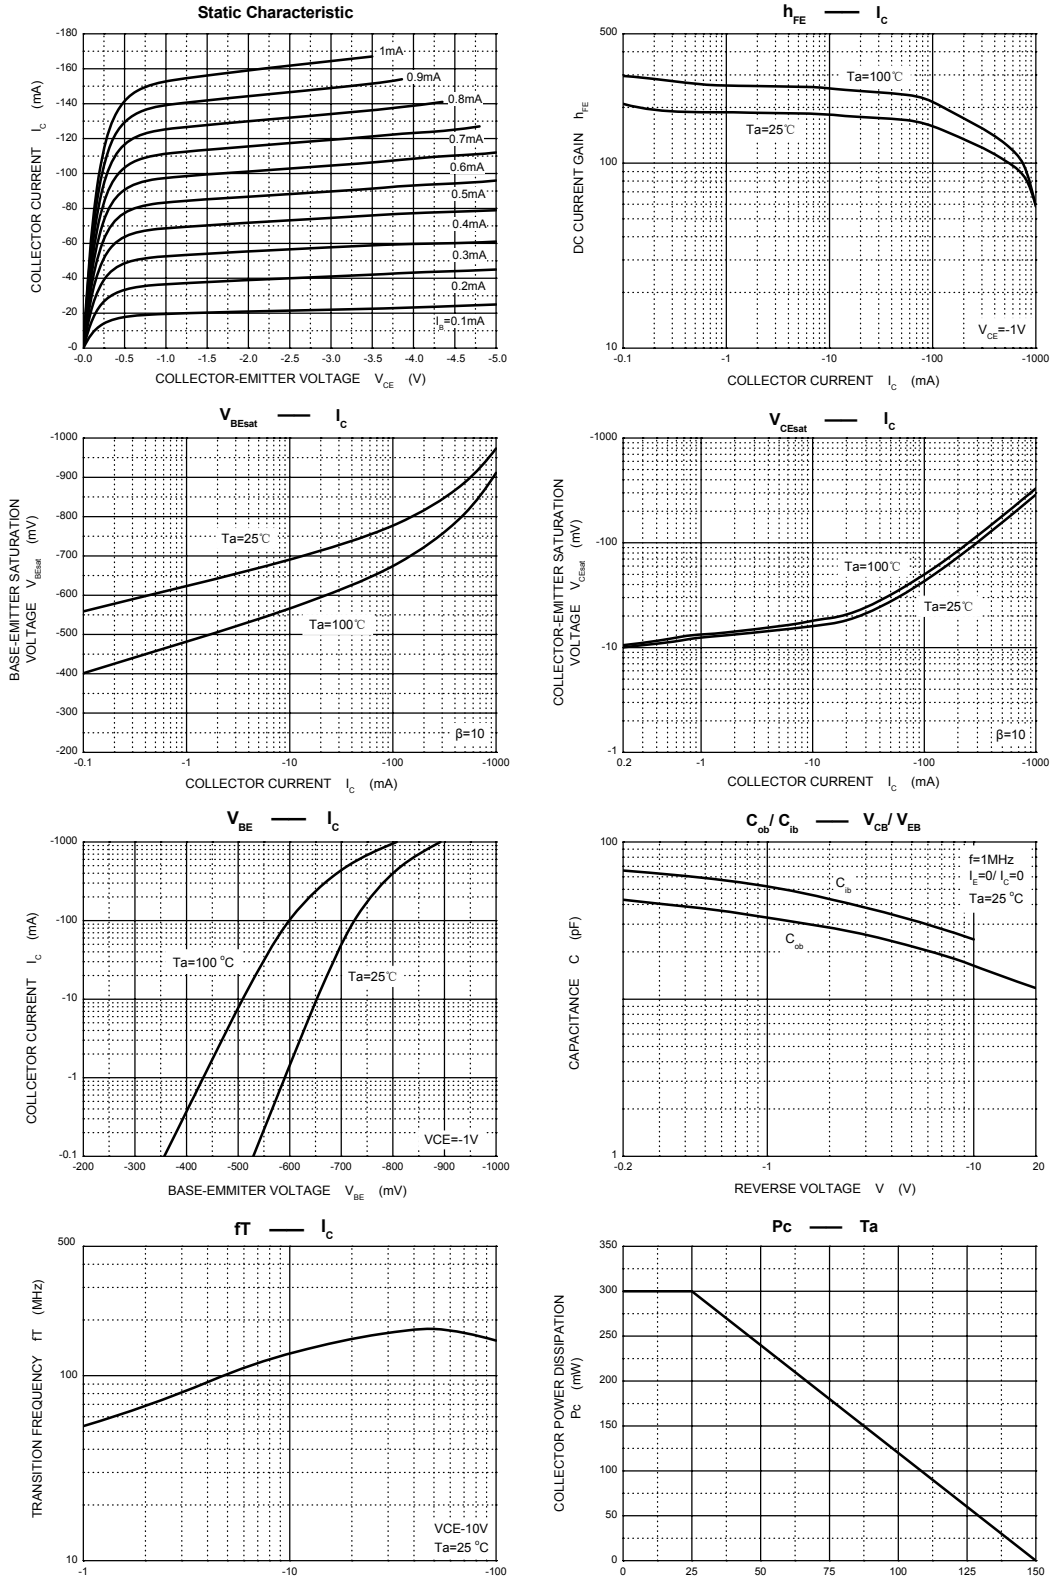 Static Characteristic
-180
-160
-140
-120
-100
-80
-60
-40
-20
-0
COLLECTOR CURRENT I_C (mA)
1mA
0.9mA
0.8mA
0.7mA
0.6mA
0.5mA
0.4mA
0.3mA
0.2mA
I_B=0.1mA
-0.0 -0.5 -1.0 -1.5 -2.0 -2.5 -3.0 -3.5 -4.0 -4.5 -5.0
COLLECTOR-EMITTER VOLTAGE V_CE (V)
h_FE —— I_C
500
100
10
DC CURRENT GAIN h_FE
Ta=100℃
Ta=25℃
V_CE=-1V
-0.1 -1 -10 -100 -1000
COLLECTOR CURRENT I_C (mA)
V_BEsat —— I_C
-1000
-900
-800
-700
-600
-500
-400
-300
-200
BASE-EMITTER SATURATION
VOLTAGE V_BEsat (mV)
Ta=25℃
Ta=100℃
β=10
-0.1 -1 -10 -100 -1000
COLLECTOR CURRENT I_C (mA)
V_CEsat —— I_C
-1000
-100
-10
-1
COLLECTOR-EMITTER SATURATION
VOLTAGE V_CEsat (mV)
Ta=100℃
Ta=25℃
β=10
0.2 -1 -10 -100 -1000
COLLECTOR CURRENT I_C (mA)
V_BE —— I_C
-1000
-100
-10
-1
-0.1
COLLCETOR CURRENT I_C (mA)
Ta=100 °C
Ta=25℃
VCE=-1V
-200 -300 -400 -500 -600 -700 -800 -900 -1000
BASE-EMMITER VOLTAGE V_BE (mV)
C_ob/ C_ib —— V_CB/ V_EB
100
1
CAPACITANCE C (pF)
f=1MHz
I_E=0/ I_C=0
Ta=25 °C
C_ib
C_ob
-0.2 -1 -10 20
REVERSE VOLTAGE V (V)
fT —— I_C
500
100
10
TRANSITION FREQUENCY fT (MHz)
VCE-10V
Ta=25 °C
-1 -10 -100
Pc —— Ta
350
300
250
200
150
100
50
0
COLLECTOR POWER DISSIPATION
Pc (mW)
0 25 50 75 100 125 150